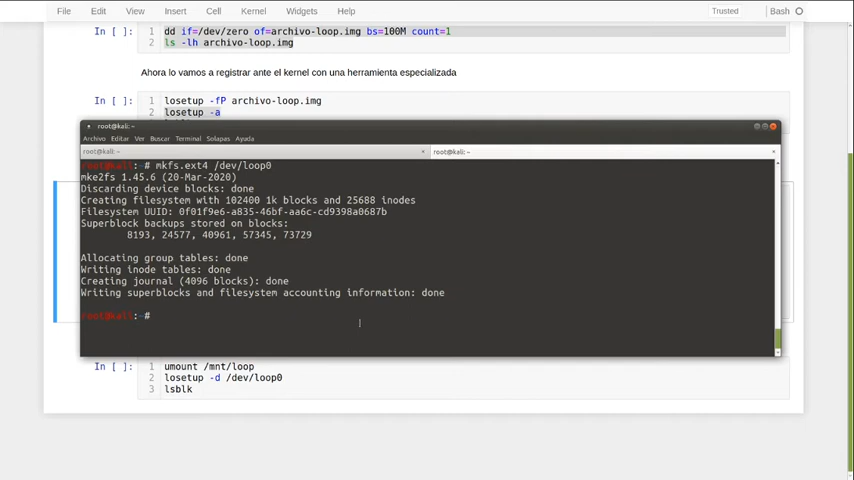 File Edit View Insert Cell Kernel Widgets Help Trusted Bash
In [ ]: 1 dd if=/dev/zero of=archivo-loop.img bs=100M count=1
2 ls -lh archivo-loop.img
Ahora lo vamos a registrar ante el kernel con una herramienta especializada
In [ ]: 1 losetup -fP archivo-loop.img
2 losetup -a
root@kali: ~
Archivo Editar Ver Buscar Terminal Solapas Ayuda
root@kali: ~ × root@kali: ~ ×
root@kali:~# mkfs.ext4 /dev/loop0
mke2fs 1.45.6 (20-Mar-2020)
Discarding device blocks: done
Creating filesystem with 102400 1k blocks and 25688 inodes
Filesystem UUID: 0f01f9e6-a835-46bf-aa6c-cd9398a0687b
Superblock backups stored on blocks:
8193, 24577, 40961, 57345, 73729
Allocating group tables: done
Writing inode tables: done
Creating journal (4096 blocks): done
Writing superblocks and filesystem accounting information: done
root@kali:~#
In [ ]: 1 umount /mnt/loop
2 losetup -d /dev/loop0
3 lsblk